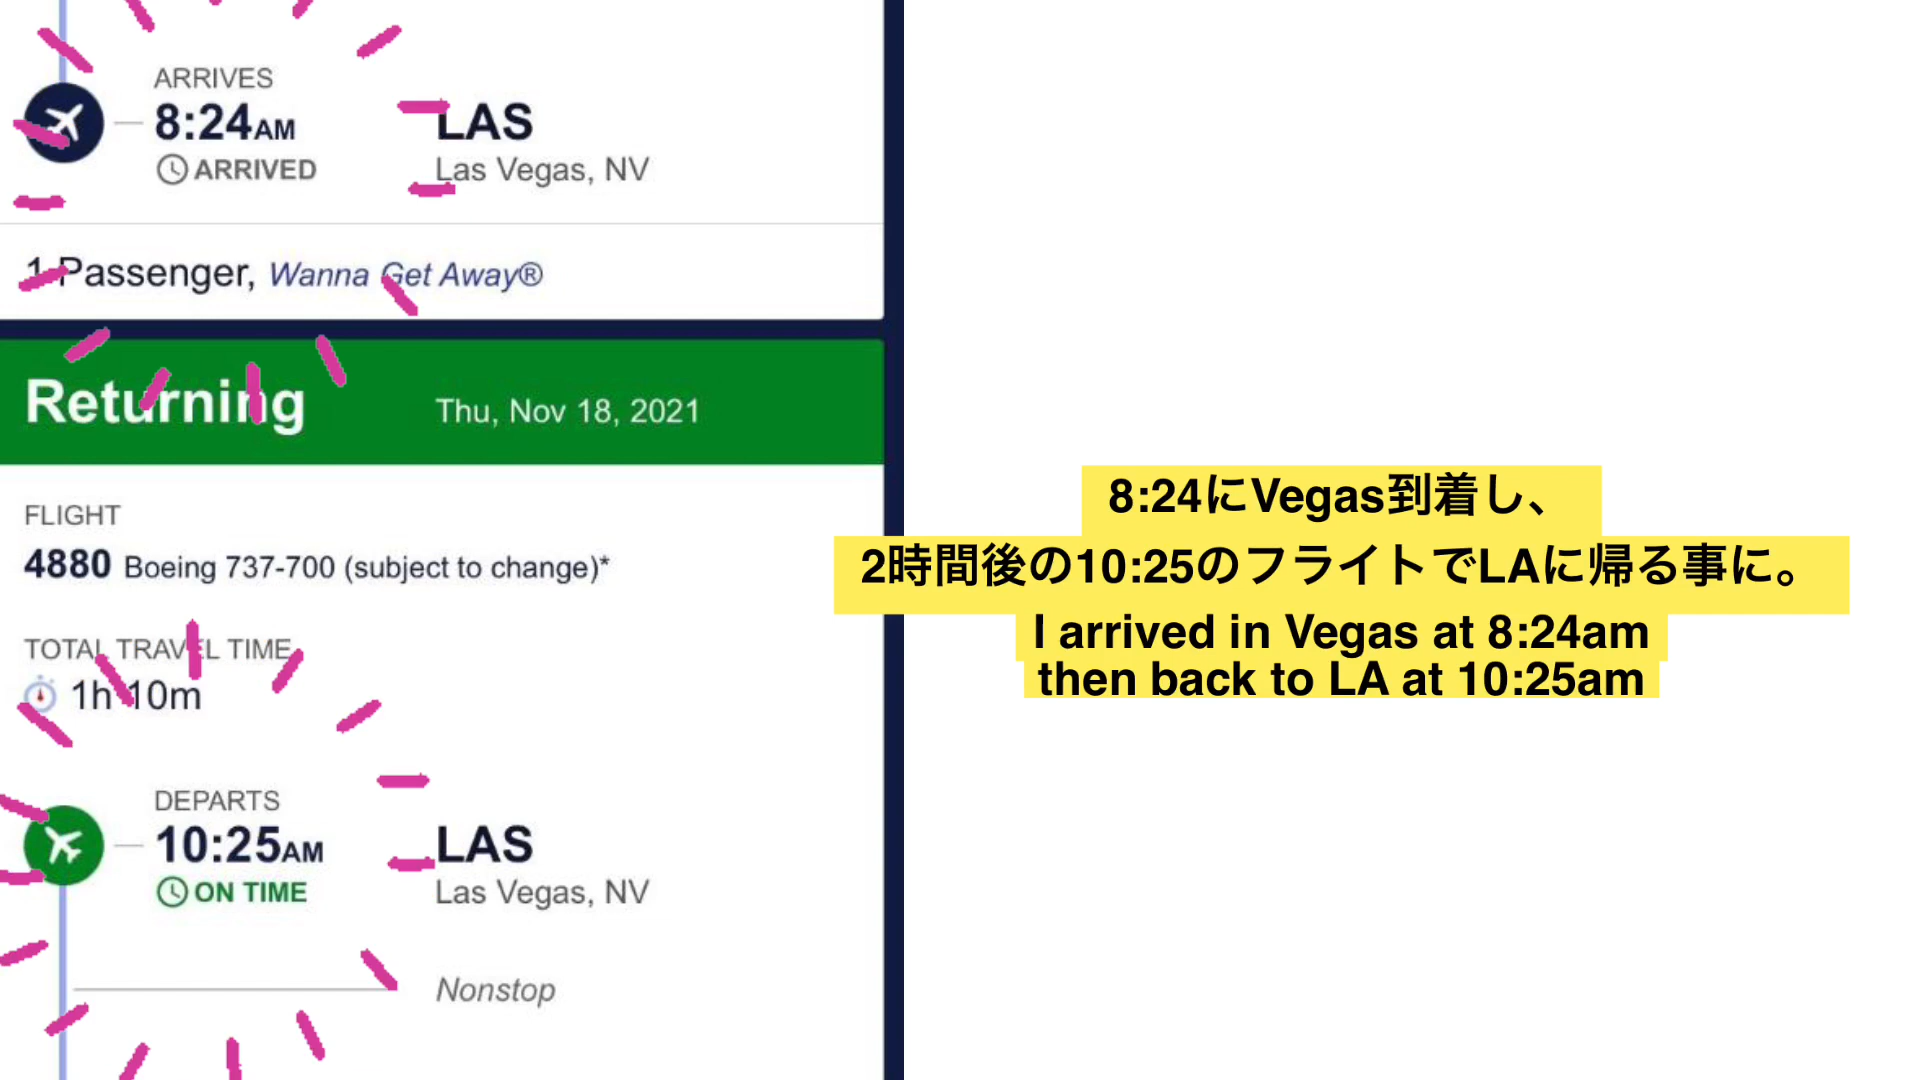 ARRIVES
8:24AM
LAS
ARRIVED
Las Vegas, NV
1 Passenger, Wanna Get Away®
Returning
Thu, Nov 18, 2021
FLIGHT
4880 Boeing 737-700 (subject to change)*
TOTAL TRAVEL TIME
1h 10m
DEPARTS
10:25AM
LAS
ON TIME
Las Vegas, NV
Nonstop
8:24にVegas到着し、
2時間後の10:25のフライトでLAに帰る事に。
I arrived in Vegas at 8:24am
then back to LA at 10:25am